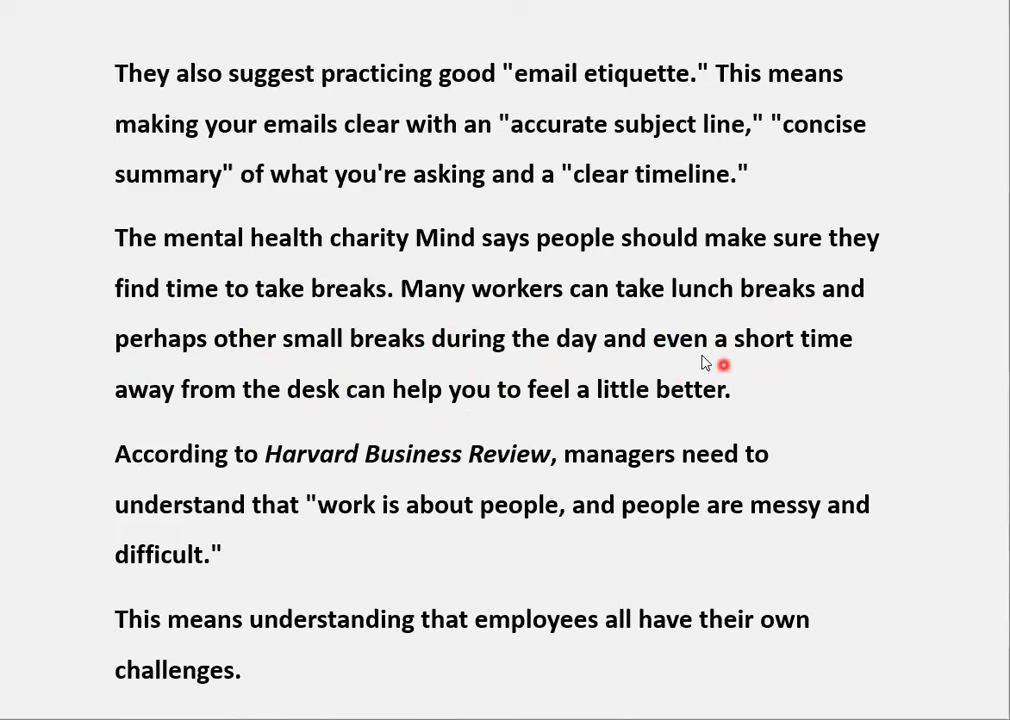 They also suggest practicing good "email etiquette." This means
making your emails clear with an "accurate subject line," "concise
summary" of what you're asking and a "clear timeline."
The mental health charity Mind says people should make sure they
find time to take breaks. Many workers can take lunch breaks and
perhaps other small breaks during the day and even a short time
away from the desk can help you to feel a little better.
According to Harvard Business Review, managers need to
understand that "work is about people, and people are messy and
difficult."
This means understanding that employees all have their own
challenges.